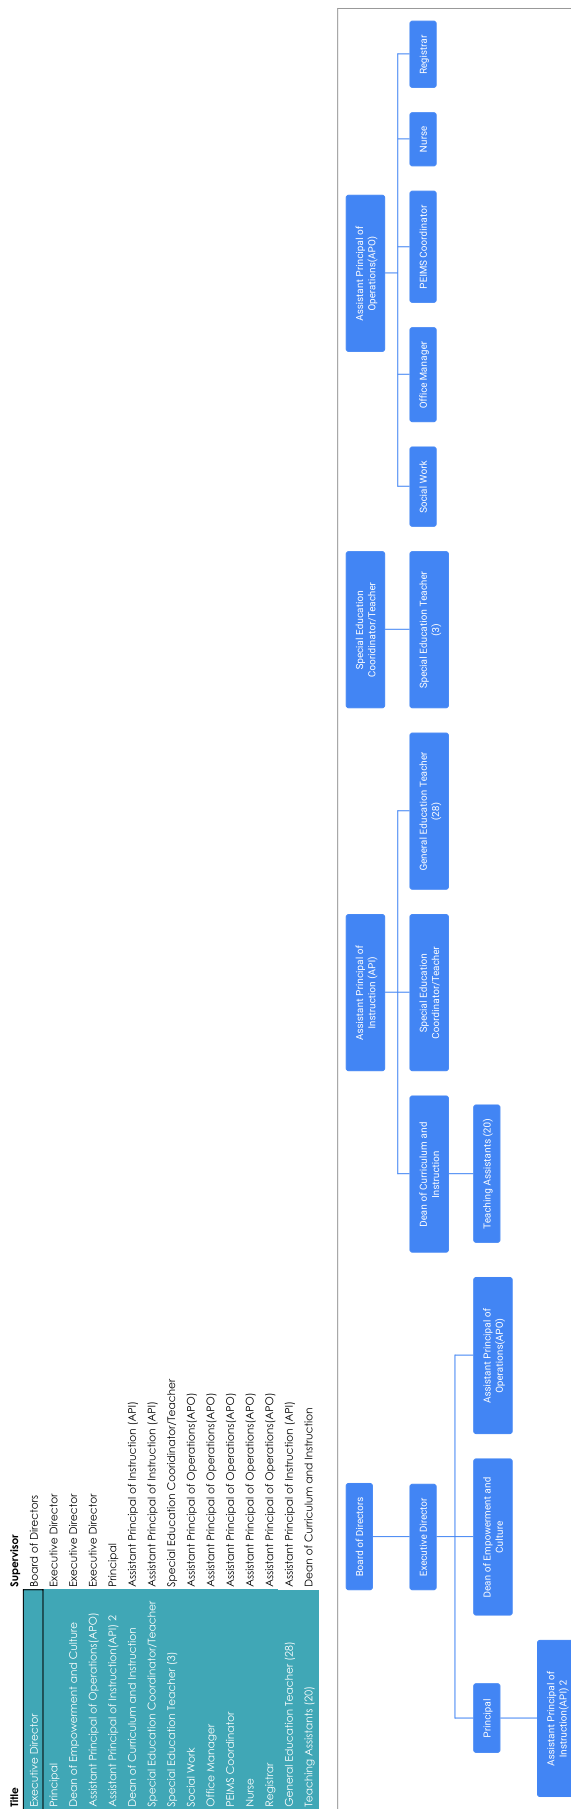 Title Supervisor
Executive Director Board of Directors
Principal Executive Director
Dean of Empowerment and Culture Executive Director
Assistant Principal of Operations(APO) Executive Director
Assistant Principal of Instruction(API) 2 Principal
Dean of Curriculum and Instruction Assistant Principal of Instruction (API)
Special Education Coordinator/Teacher Assistant Principal of Instruction (API)
Special Education Teacher (3) Special Education Cooridinator/Teacher
Social Work Assistant Principal of Operations(APO)
Office Manager Assistant Principal of Operations(APO)
PEIMS Coordinator Assistant Principal of Operations(APO)
Nurse Assistant Principal of Operations(APO)
Registrar Assistant Principal of Operations(APO)
General Education Teacher (28) Assistant Principal of Instruction (API)
Teaching Assistants (20) Dean of Curriculum and Instruction
Board of Directors
Executive Director
Principal
Dean of Empowerment and
Culture
Assistant Principal of
Operations(APO)
Assistant Principal of
Instruction(API) 2
Assistant Principal of
Instruction (API)
Dean of Curriculum and
Instruction
Special Education
Coordinator/Teacher
General Education Teacher
(28)
Teaching Assistants (20)
Special Education
Cooridinator/Teacher
Special Education Teacher
(3)
Assistant Principal of
Operations(APO)
Social Work
Office Manager
PEIMS Coordinator
Nurse
Registrar